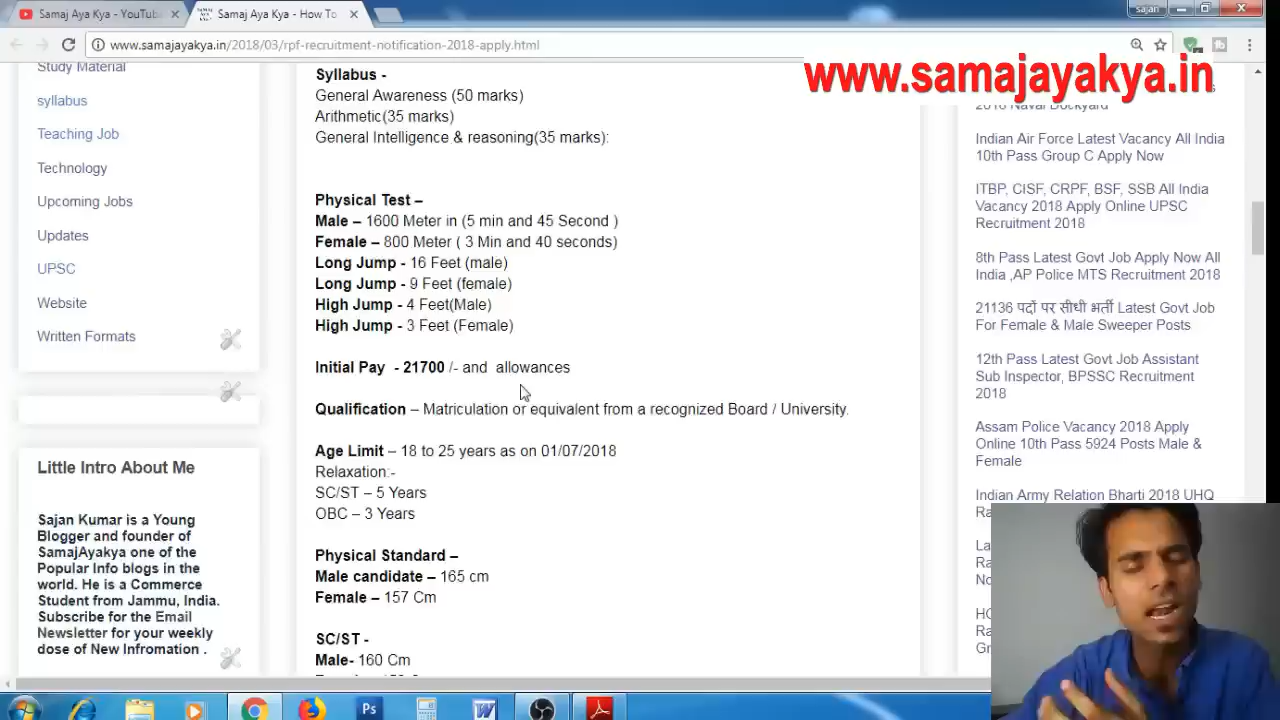 Samaj Aya Kya - YouTube
Samaj Aya Kya - How To
sajan
www.samajayakya.in/2018/03/rpf-recruitment-notification-2018-apply.html
www.samajayakya.in
Study Material
syllabus
Teaching Job
Technology
Upcoming Jobs
Updates
UPSC
Website
Written Formats
Little Intro About Me
Sajan Kumar is a Young
Blogger and founder of
SamajAyakya one of the
Popular Info blogs in the
world. He is a Commerce
Student from Jammu, India.
Subscribe for the Email
Newsletter for your weekly
dose of New Infromation .
Syllabus -
General Awareness (50 marks)
Arithmetic(35 marks)
General Intelligence & reasoning(35 marks):
Physical Test –
Male – 1600 Meter in (5 min and 45 Second )
Female – 800 Meter ( 3 Min and 40 seconds)
Long Jump - 16 Feet (male)
Long Jump - 9 Feet (female)
High Jump - 4 Feet(Male)
High Jump - 3 Feet (Female)
Initial Pay - 21700 /- and allowances
Qualification – Matriculation or equivalent from a recognized Board / University.
Age Limit – 18 to 25 years as on 01/07/2018
Relaxation:-
SC/ST – 5 Years
OBC – 3 Years
Physical Standard –
Male candidate – 165 cm
Female – 157 Cm
SC/ST -
Male- 160 Cm
2018 Naval Dockyard
Indian Air Force Latest Vacancy All India
10th Pass Group C Apply Now
ITBP, CISF, CRPF, BSF, SSB All India
Vacancy 2018 Apply Online UPSC
Recruitment 2018
8th Pass Latest Govt Job Apply Now All
India ,AP Police MTS Recruitment 2018
21136 पदों पर सीधी भर्ती Latest Govt Job
For Female & Male Sweeper Posts
12th Pass Latest Govt Job Assistant
Sub Inspector, BPSSC Recruitment
2018
Assam Police Vacancy 2018 Apply
Online 10th Pass 5924 Posts Male &
Female
Indian Army Relation Bharti 2018 UHQ